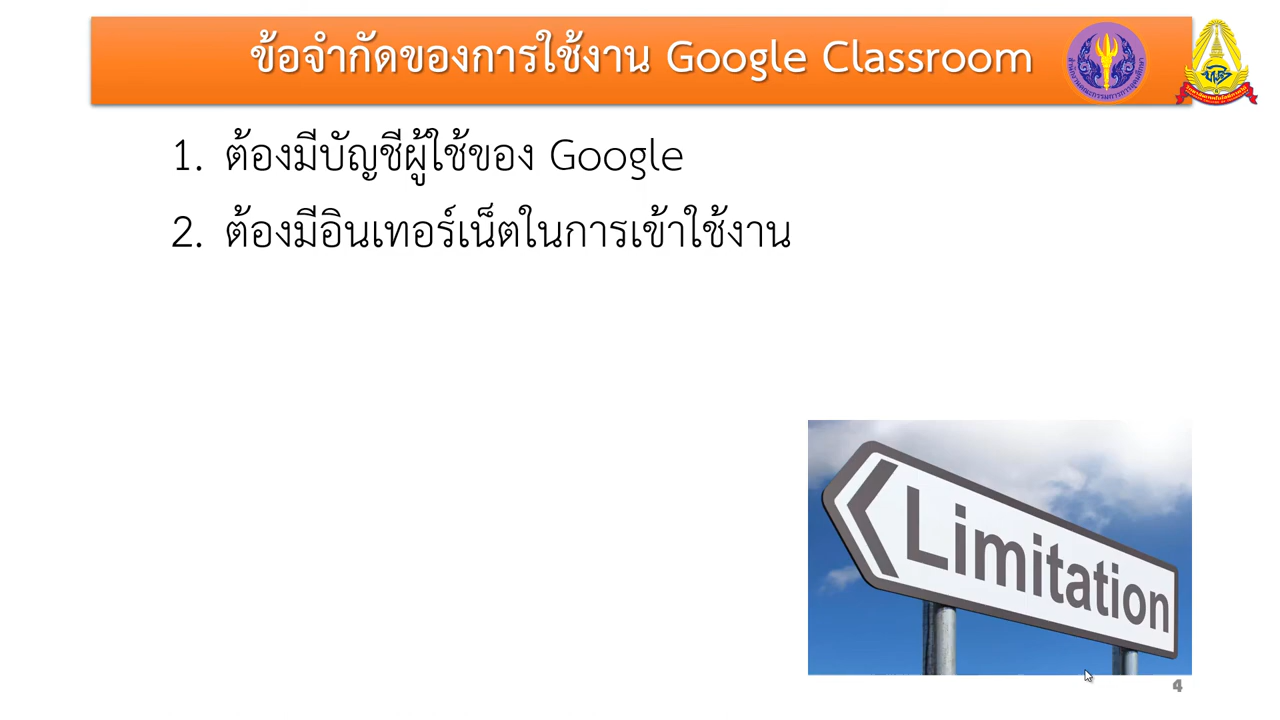 ข้อจำกัดของการใช้งาน Google Classroom
1. ต้องมีบัญชีผู้ใช้ของ Google
2. ต้องมีอินเทอร์เน็ตในการเข้าใช้งาน
Limitation
4